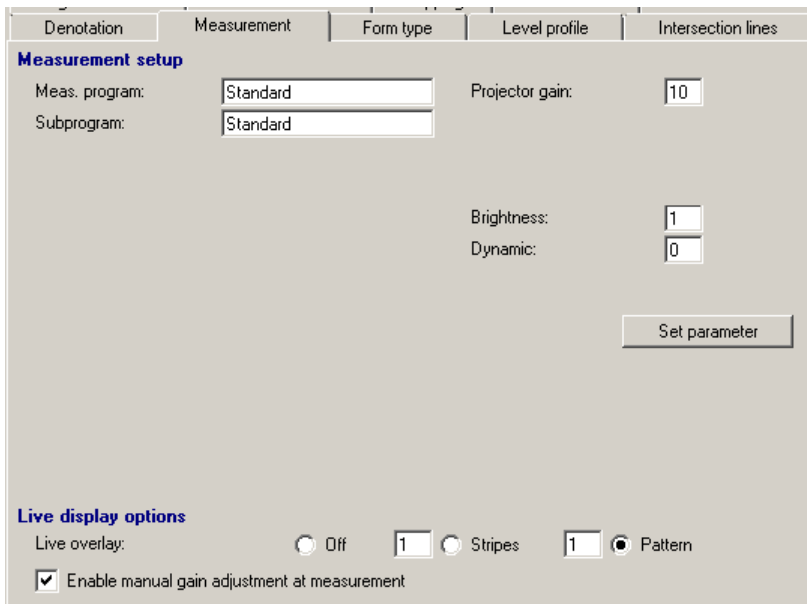 Denotation Measurement Form type Level profile Intersection lines
Measurement setup
Meas. program: Standard Projector gain: 10
Subprogram: Standard
Brightness: 1
Dynamic: 0
Set parameter
Live display options
Live overlay: Off 1 Stripes 1 Pattern
Enable manual gain adjustment at measurement